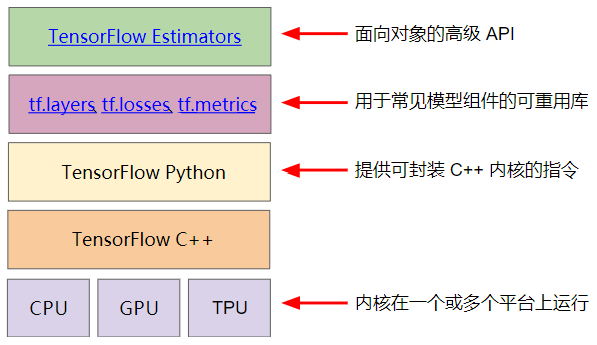 TensorFlow Estimators
面向对象的高级 API
tf.layers, tf.losses, tf.metrics
用于常见模型组件的可重用库
TensorFlow Python
提供可封装 C++ 内核的指令
TensorFlow C++
CPU GPU TPU
内核在一个或多个平台上运行